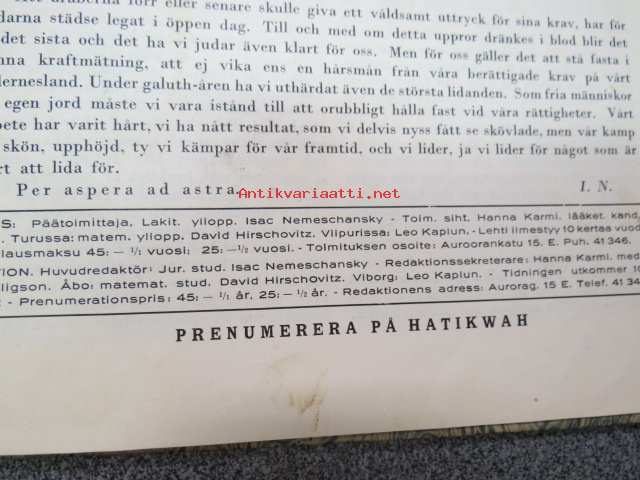 araberna förr eller senare skulle giva ett våldsamt uttryck för sina krav, har för
darna städse legat i öppen dag. Till och med om detta uppror dränkes i blod blir det
det sista och det ha vi judar även klart för oss. Men för oss gäller det att stå fasta i
nna kraftmätning, att ej vika ens en hårsmån från våra berättigade krav på vårt
dernesland. Under galuth-åren ha vi uthärdat även de största lidanden. Som fria människor
egen jord måste vi vara istånd till att orubbligt hålla fast vid våra rättigheter. Vårt
bete har varit hårt, vi ha nått resultat, som vi delvis nyss fått se skövlade, men vår kamp
skön, upphöjd, ty vi kämpar för vår framtid, och vi lider, ja vi lider för något som är
rt att lida för.
Per aspera ad astra.
I. N.
Antikvariaatti.net
S: Päätoimittaja, Lakit. yliopp. Isac Nemeschansky - Toim. siht. Hanna Karmi. lääket. kand.
. Turussa: matem. yliopp. David Hirschovitz. Viipurissa: Leo Kaplun. - Lehti ilmestyy 10 kertaa vuod
lausmaksu 45: — 1/1 vuosi; 25: — 1/2 vuosi. - Toimituksen osoite: Auroorankatu 15. E. Puh. 41 346.
TION. Huvudredaktör: Jur. stud. Isac Nemeschansky - Redaktionssekreterare: Hanna Karmi. med
ligson. Åbo: matemat. stud. David Hirschovitz. Viborg: Leo Kaplun. - Tidningen utkommer 10
- Prenumerationspris: 45: — 1/1 år, 25: — 1/2 år. - Redaktionens adress: Aurorag. 15 E. Telef. 41 34
PRENUMERERA PÅ HATIKWAH